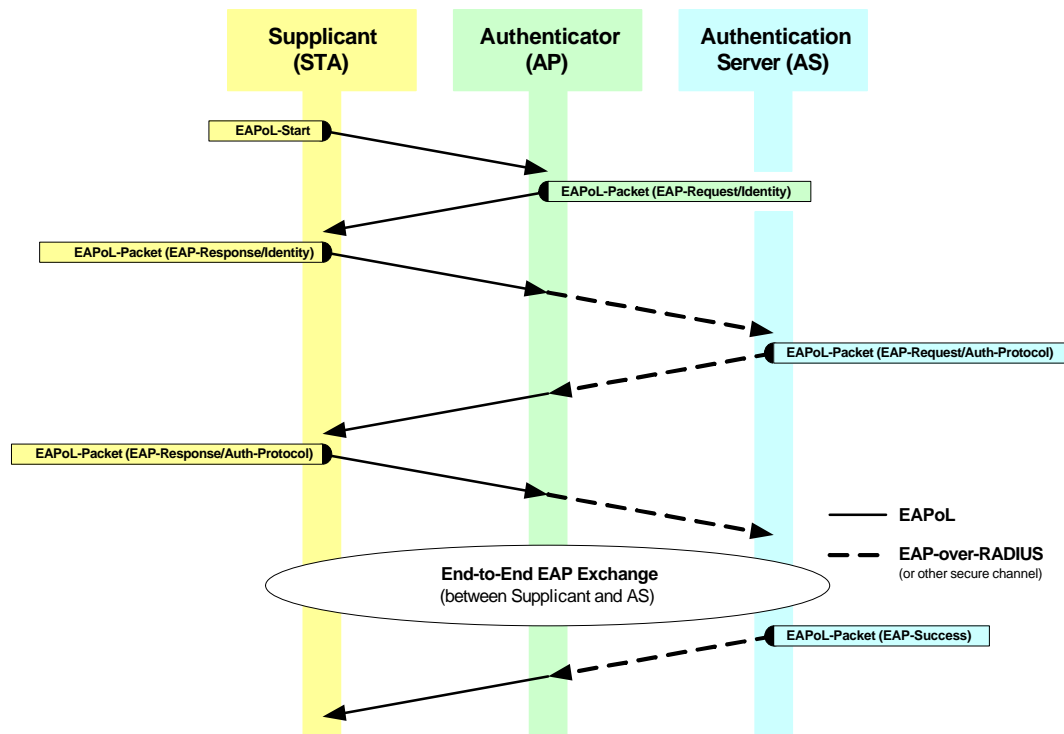 Supplicant
(STA)
Authenticator
(AP)
Authentication
Server (AS)
EAPoL-Start
EAPoL-Packet (EAP-Request/Identity)
EAPoL-Packet (EAP-Response/Identity)
EAPoL-Packet (EAP-Request/Auth-Protocol)
EAPoL-Packet (EAP-Response/Auth-Protocol)
EAPoL
EAP-over-RADIUS
(or other secure channel)
End-to-End EAP Exchange
(between Supplicant and AS)
EAPoL-Packet (EAP-Success)